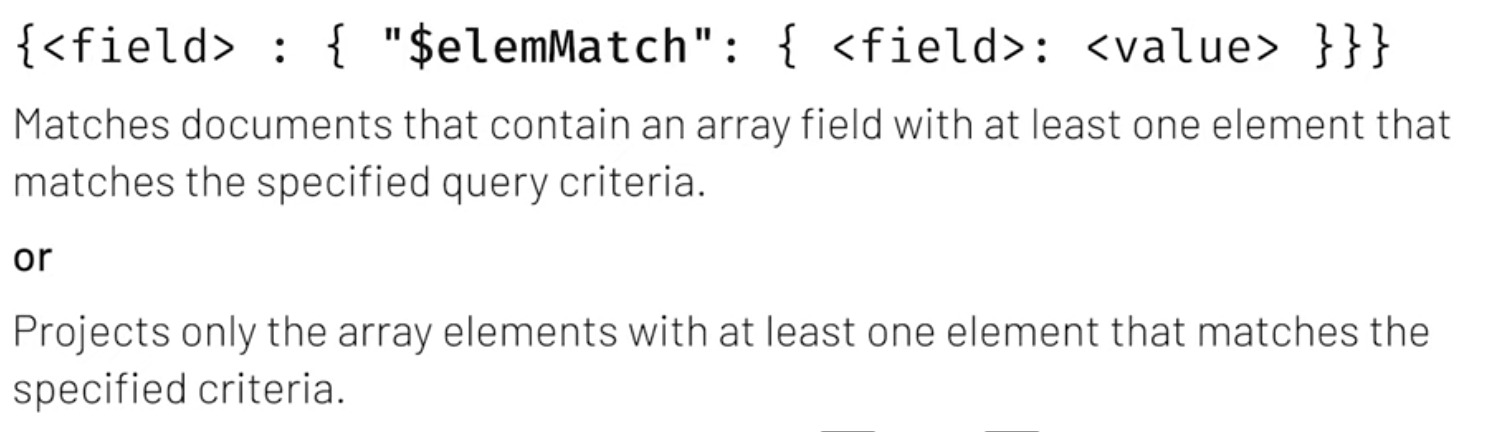 {<field> : { "$elemMatch": { <field>: <value> }}}
Matches documents that contain an array field with at least one element that
matches the specified query criteria.
or
Projects only the array elements with at least one element that matches the
specified criteria.